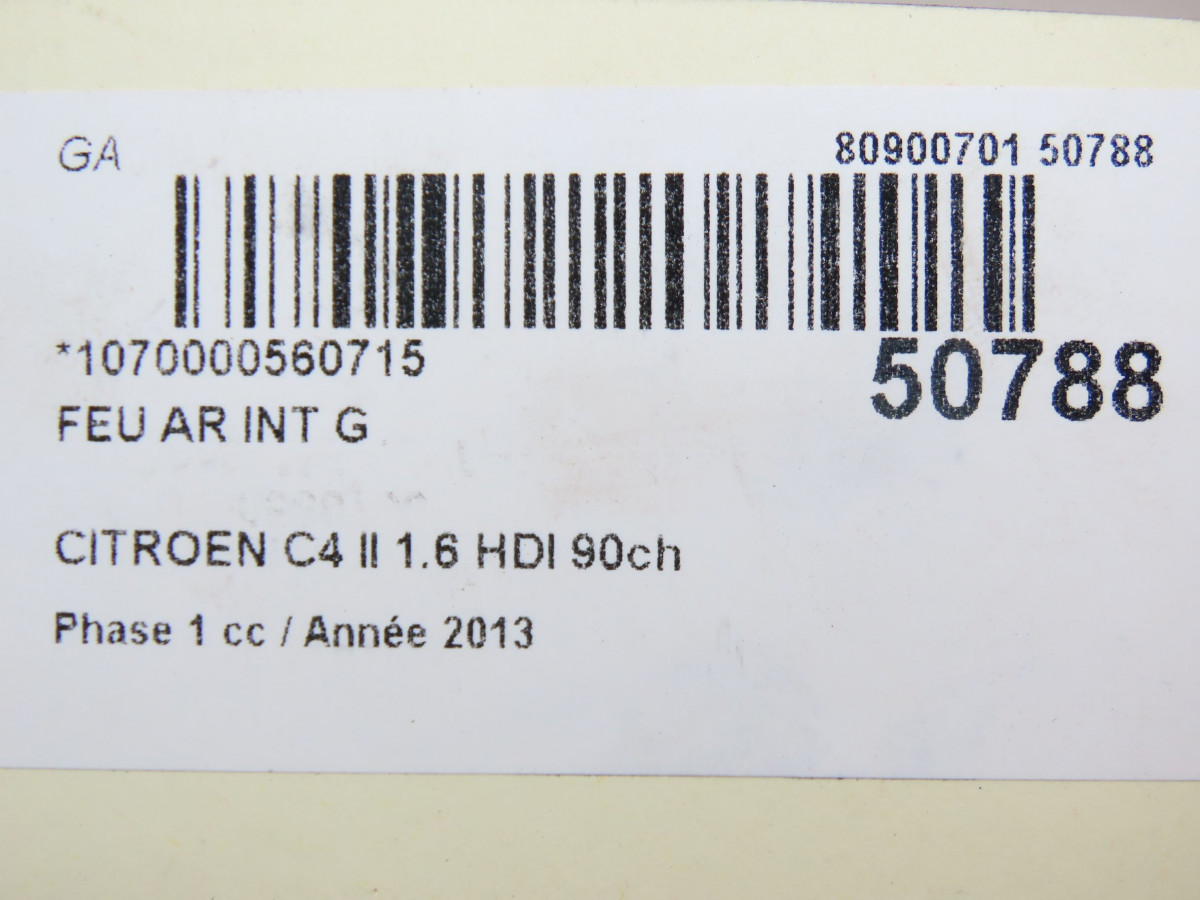 GA 80900701 50788
*1070000560715 50788
FEU AR INT G
CITROEN C4 II 1.6 HDI 90ch
Phase 1 cc / Année 2013